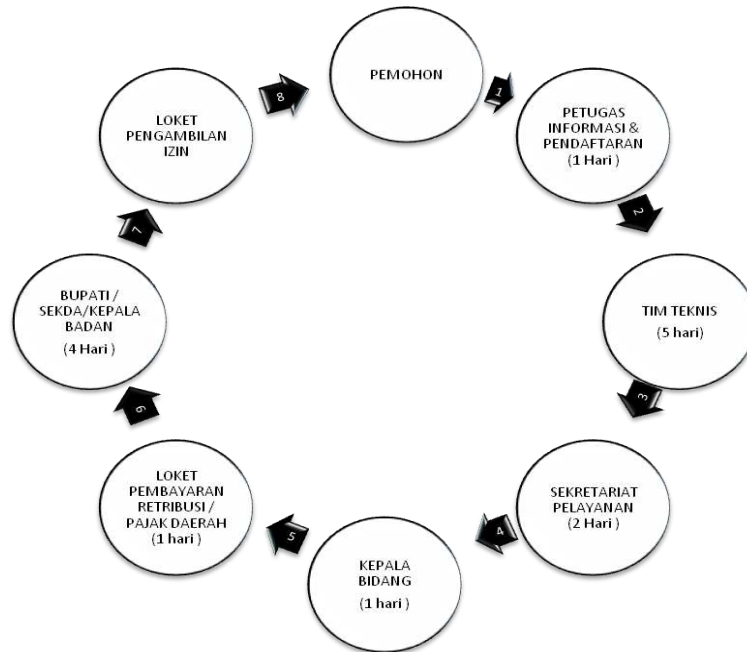 PEMOHON
1
PETUGAS
INFORMASI &
PENDAFTARAN
(1 Hari )
2
TIM TEKNIS
(5 hari)
3
SEKRETARIAT
PELAYANAN
(2 Hari )
4
KEPALA
BIDANG
(1 hari )
5
LOKET
PEMBAYARAN
RETRIBUSI /
PAJAK DAERAH
(1 hari )
6
BUPATI /
SEKDA/KEPALA
BADAN
(4 Hari )
7
LOKET
PENGAMBILAN
IZIN
8